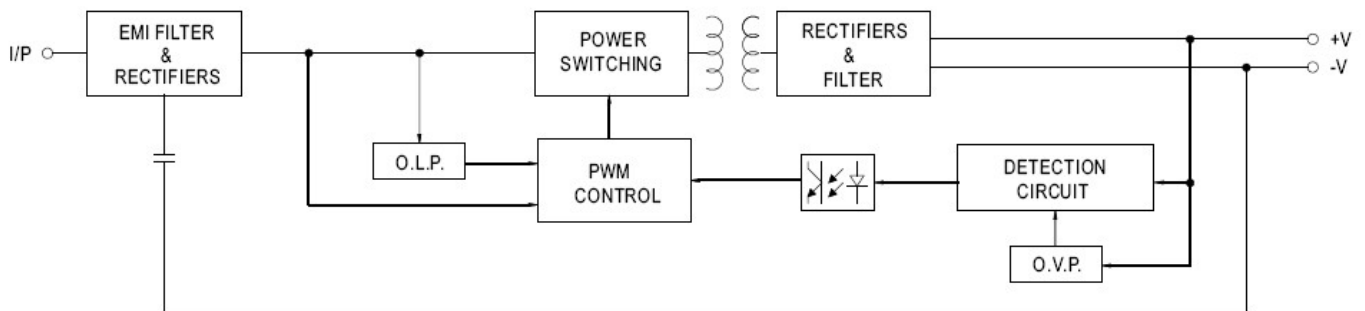 I/P
EMI FILTER
&
RECTIFIERS
POWER
SWITCHING
RECTIFIERS
&
FILTER
+V
-V
O.L.P.
PWM
CONTROL
DETECTION
CIRCUIT
O.V.P.